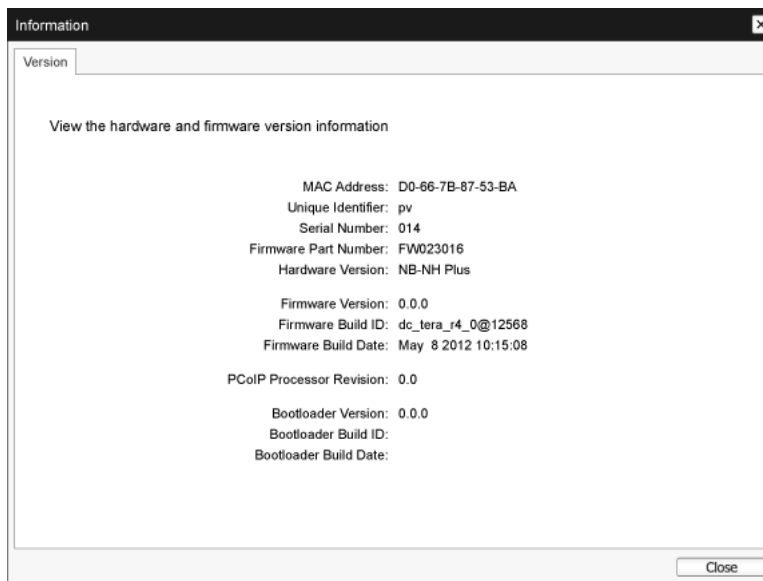 Information
Version
View the hardware and firmware version information
MAC Address: D0-66-7B-87-53-BA
Unique Identifier: pv
Serial Number: 014
Firmware Part Number: FW023016
Hardware Version: NB-NH Plus
Firmware Version: 0.0.0
Firmware Build ID: dc_tera_r4_0@12568
Firmware Build Date: May 8 2012 10:15:08
PCoIP Processor Revision: 0.0
Bootloader Version: 0.0.0
Bootloader Build ID:
Bootloader Build Date:
Close